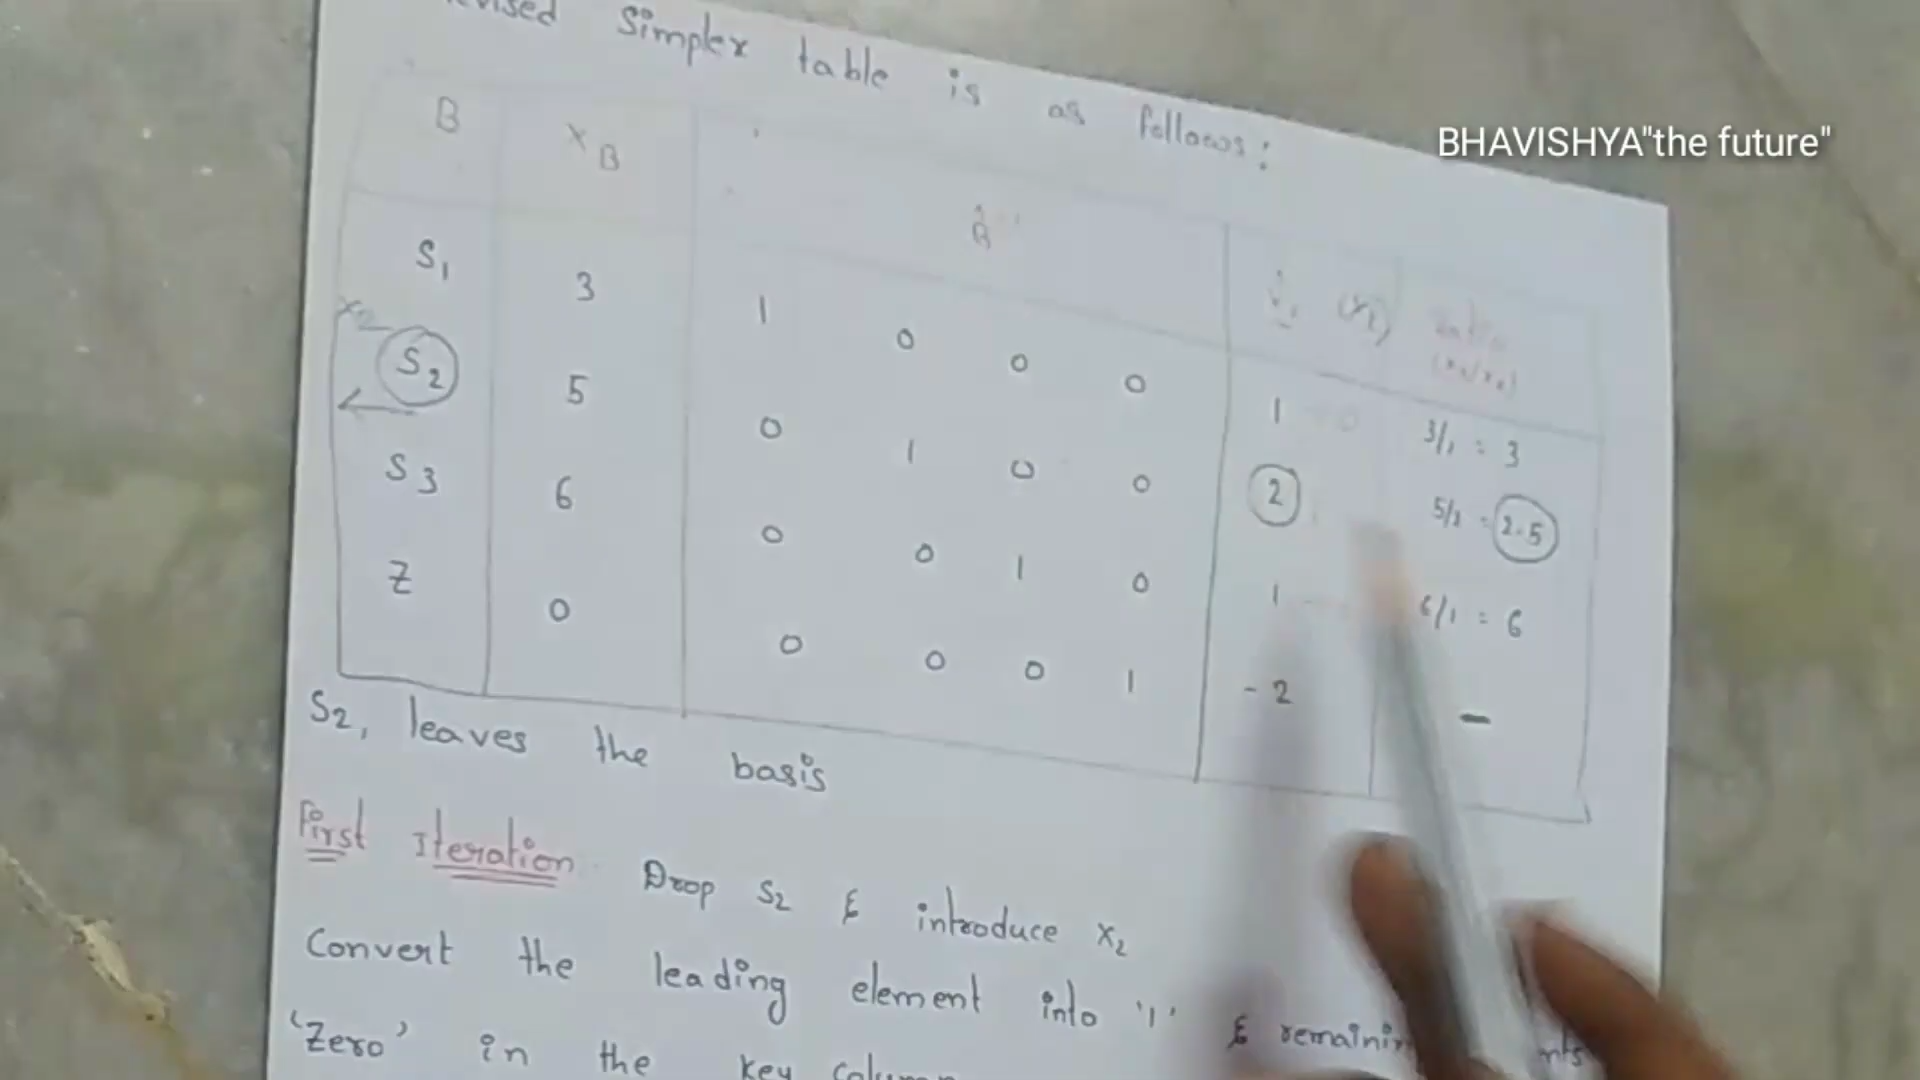 Simplex table is as follows:
BHAVISHYA"the future"
B XB B
S1 3 1 0 0 0 1 3/1 = 3
x2
S2 5 0 1 0 0 2 5/2 = 2.5
S3 6 0 0 1 0 1 6/1 = 6
Z 0 0 0 0 1 -2 -
S2, leaves the basis
First Iteration Drop S2 & introduce x2
Convert the leading element into '1' &
'Zero' in the key column